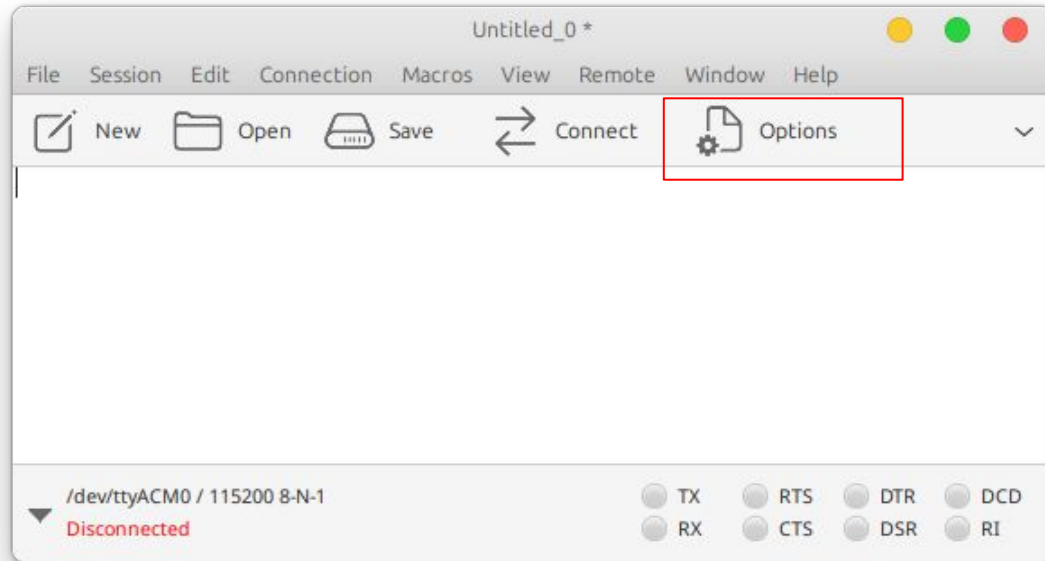 Untitled_0 *
File Session Edit Connection Macros View Remote Window Help
New Open Save Connect Options
/dev/ttyACM0 / 115200 8-N-1
Disconnected
TX RTS DTR DCD
RX CTS DSR RI